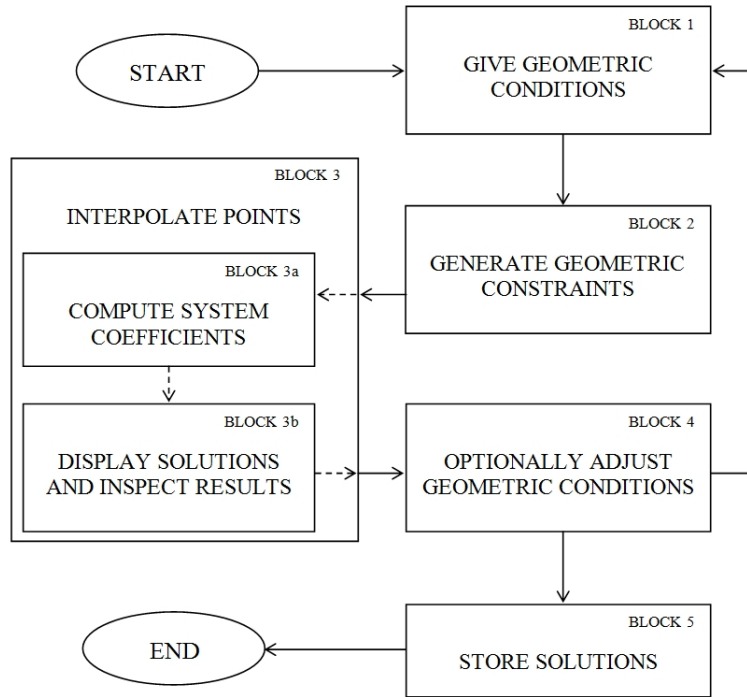 START
BLOCK 1
GIVE GEOMETRIC
CONDITIONS
BLOCK 2
GENERATE GEOMETRIC
CONSTRAINTS
BLOCK 3
INTERPOLATE POINTS
BLOCK 3a
COMPUTE SYSTEM
COEFFICIENTS
BLOCK 3b
DISPLAY SOLUTIONS
AND INSPECT RESULTS
BLOCK 4
OPTIONALLY ADJUST
GEOMETRIC CONDITIONS
BLOCK 5
STORE SOLUTIONS
END